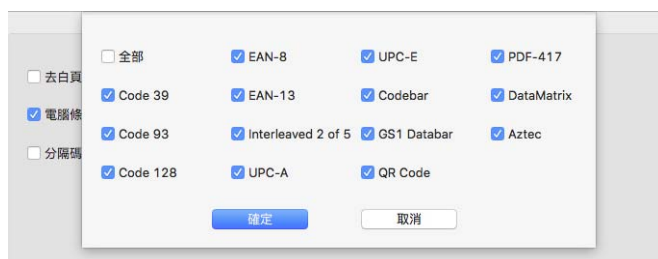 全部 EAN-8 UPC-E PDF-417
去白頁
Code 39 EAN-13 Codebar DataMatrix
電腦條
Code 93 Interleaved 2 of 5 GS1 Databar Aztec
分隔碼
Code 128 UPC-A QR Code
確定 取消